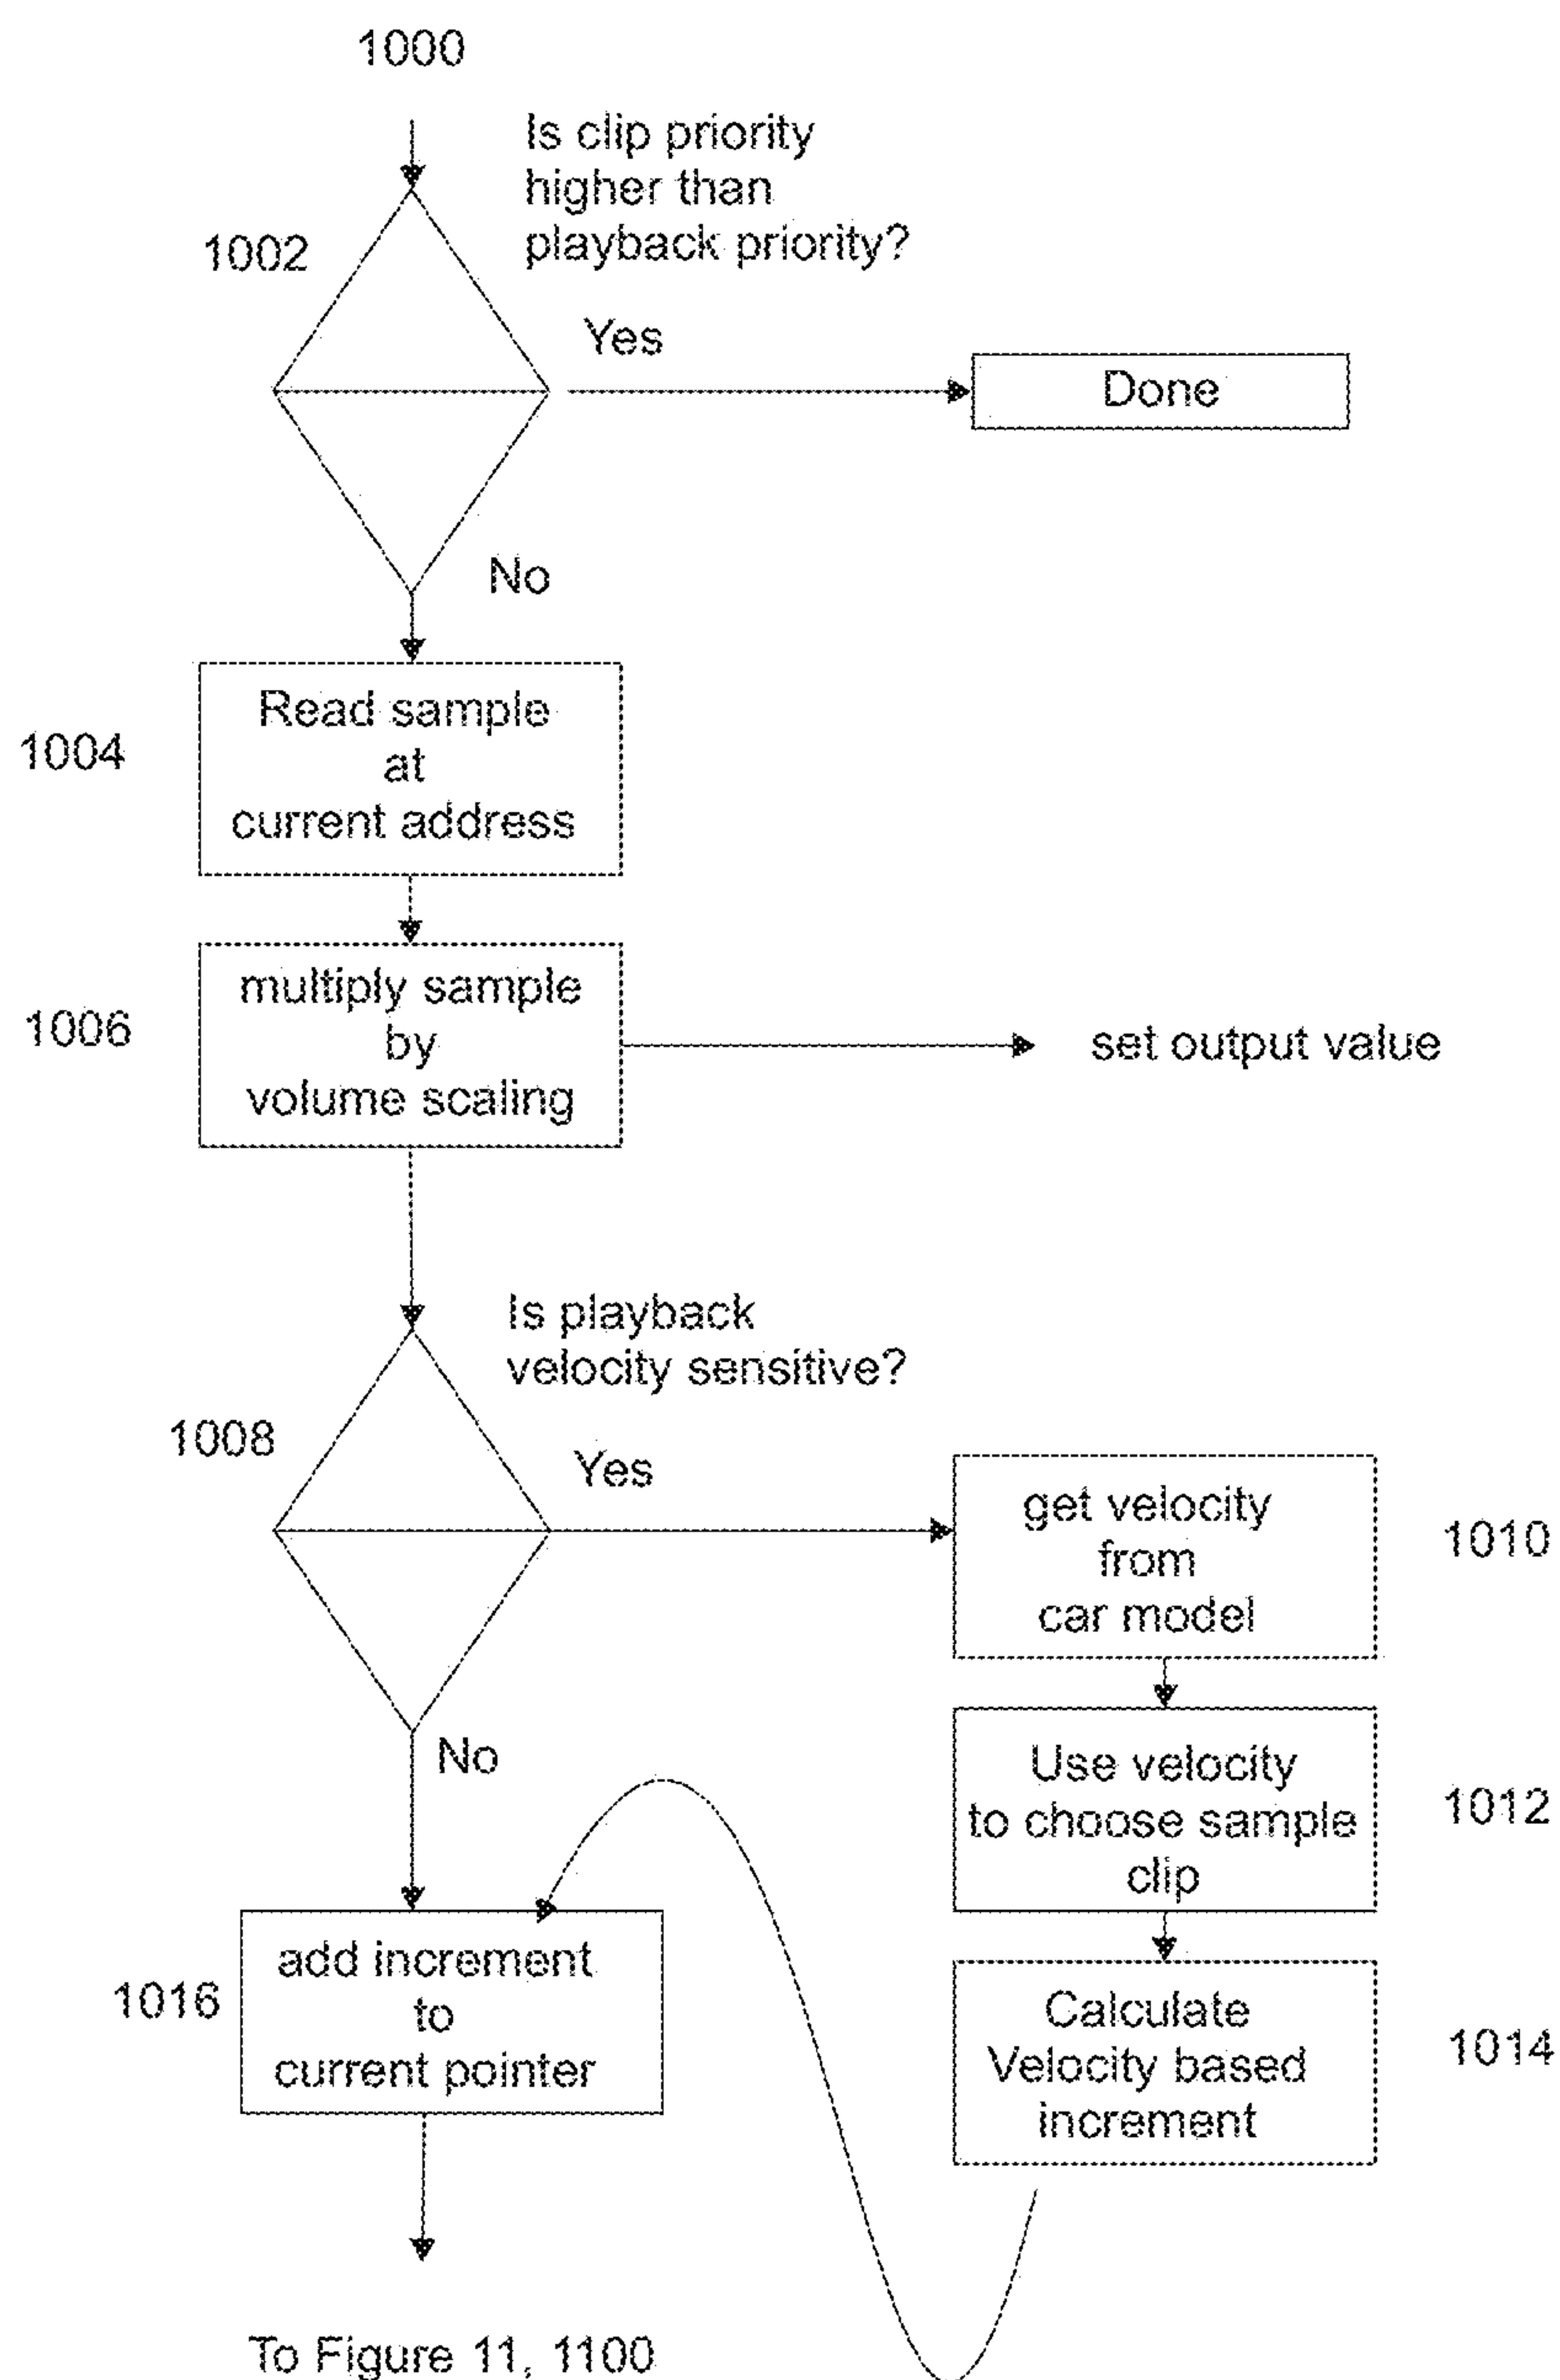 1000
Is clip priority
higher than
playback priority?
1002
Yes
Done
No
Read sample
at
current address
1004
multiply sample
by
volume scaling
1006
set output value
Is playback
velocity sensitive?
1008
Yes
get velocity
from
car model
1010
No
Use velocity
to choose sample
clip
1012
add increment
to
current pointer
1016
Calculate
Velocity based
increment
1014
To Figure 11, 1100